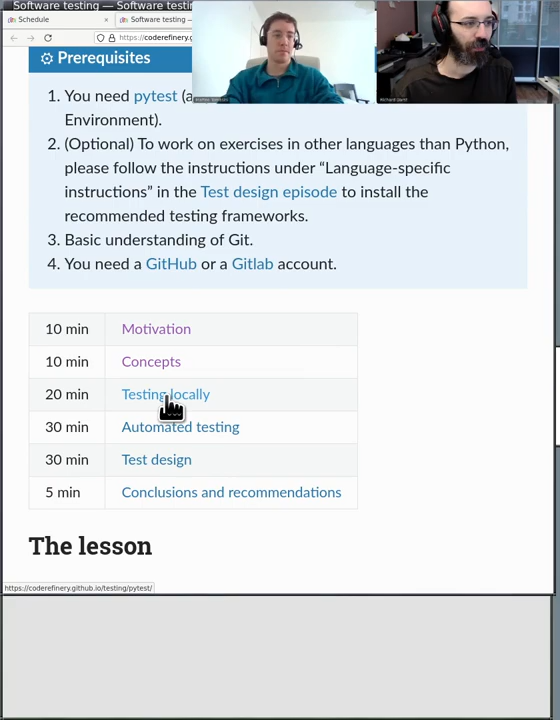 Software testing — Software testin
Schedule
Software testing —
https://coderefinery.g
Prerequisites
1. You need pytest (a
Environment).
2. (Optional) To work on exercises in other languages than Python,
please follow the instructions under “Language-specific
instructions” in the Test design episode to install the
recommended testing frameworks.
3. Basic understanding of Git.
4. You need a GitHub or a Gitlab account.
10 min Motivation
10 min Concepts
20 min Testing locally
30 min Automated testing
30 min Test design
5 min Conclusions and recommendations
The lesson
https://coderefinery.github.io/testing/pytest/